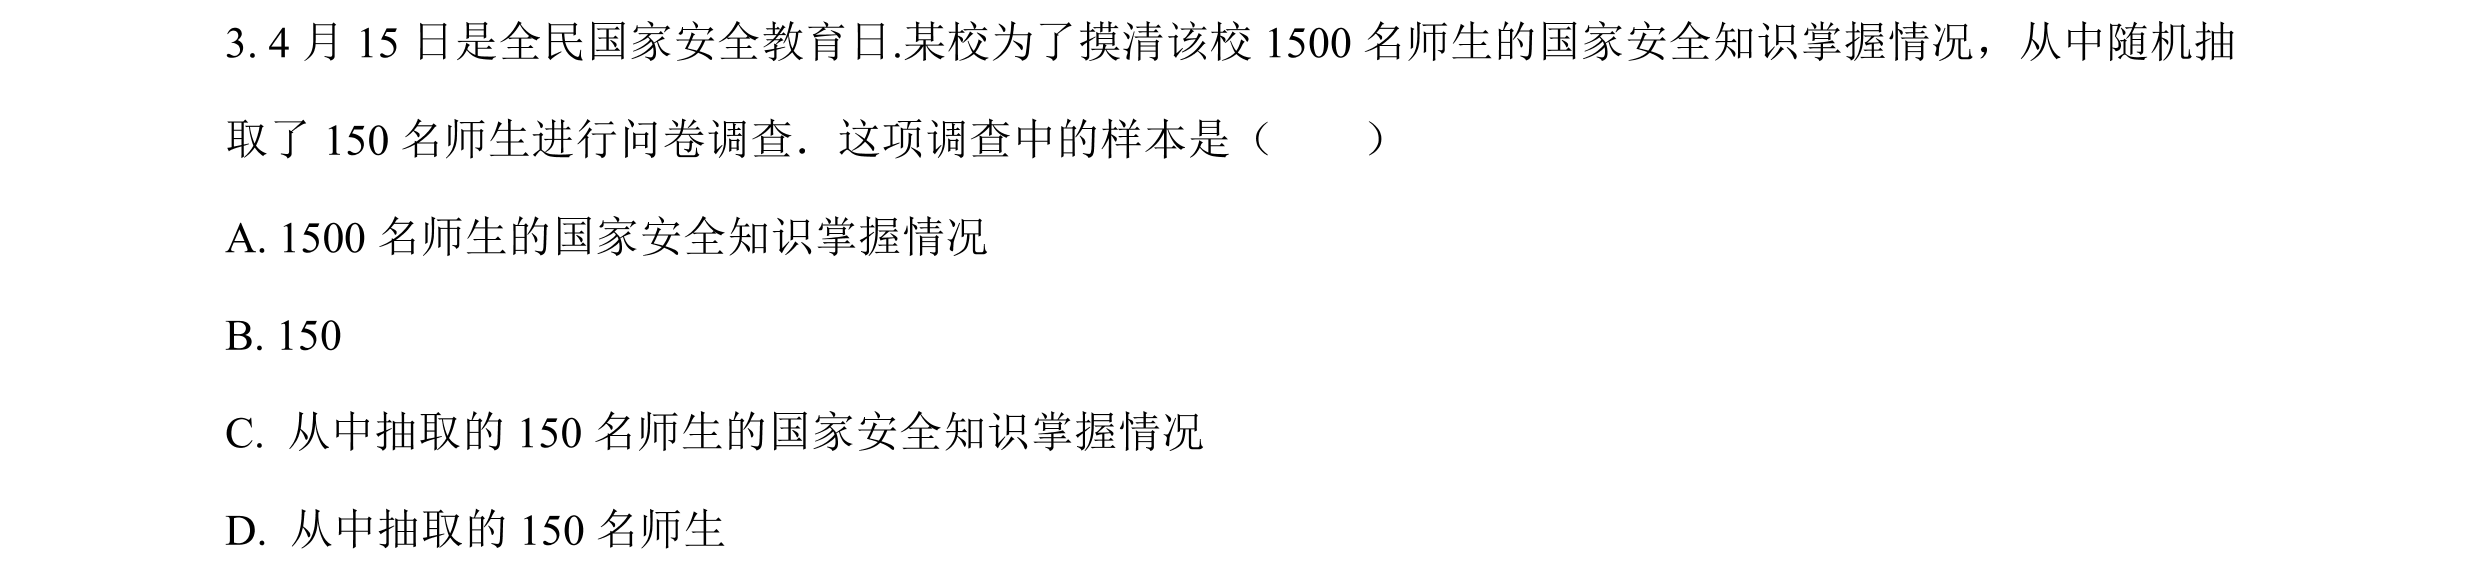 3. 4 月 15 日是全民国家安全教育日.某校为了摸清该校 1500 名师生的国家安全知识掌握情况，从中随机抽
取了 150 名师生进行问卷调查．这项调查中的样本是（　　）
A. 1500 名师生的国家安全知识掌握情况
B. 150
C. 从中抽取的 150 名师生的国家安全知识掌握情况
D. 从中抽取的 150 名师生